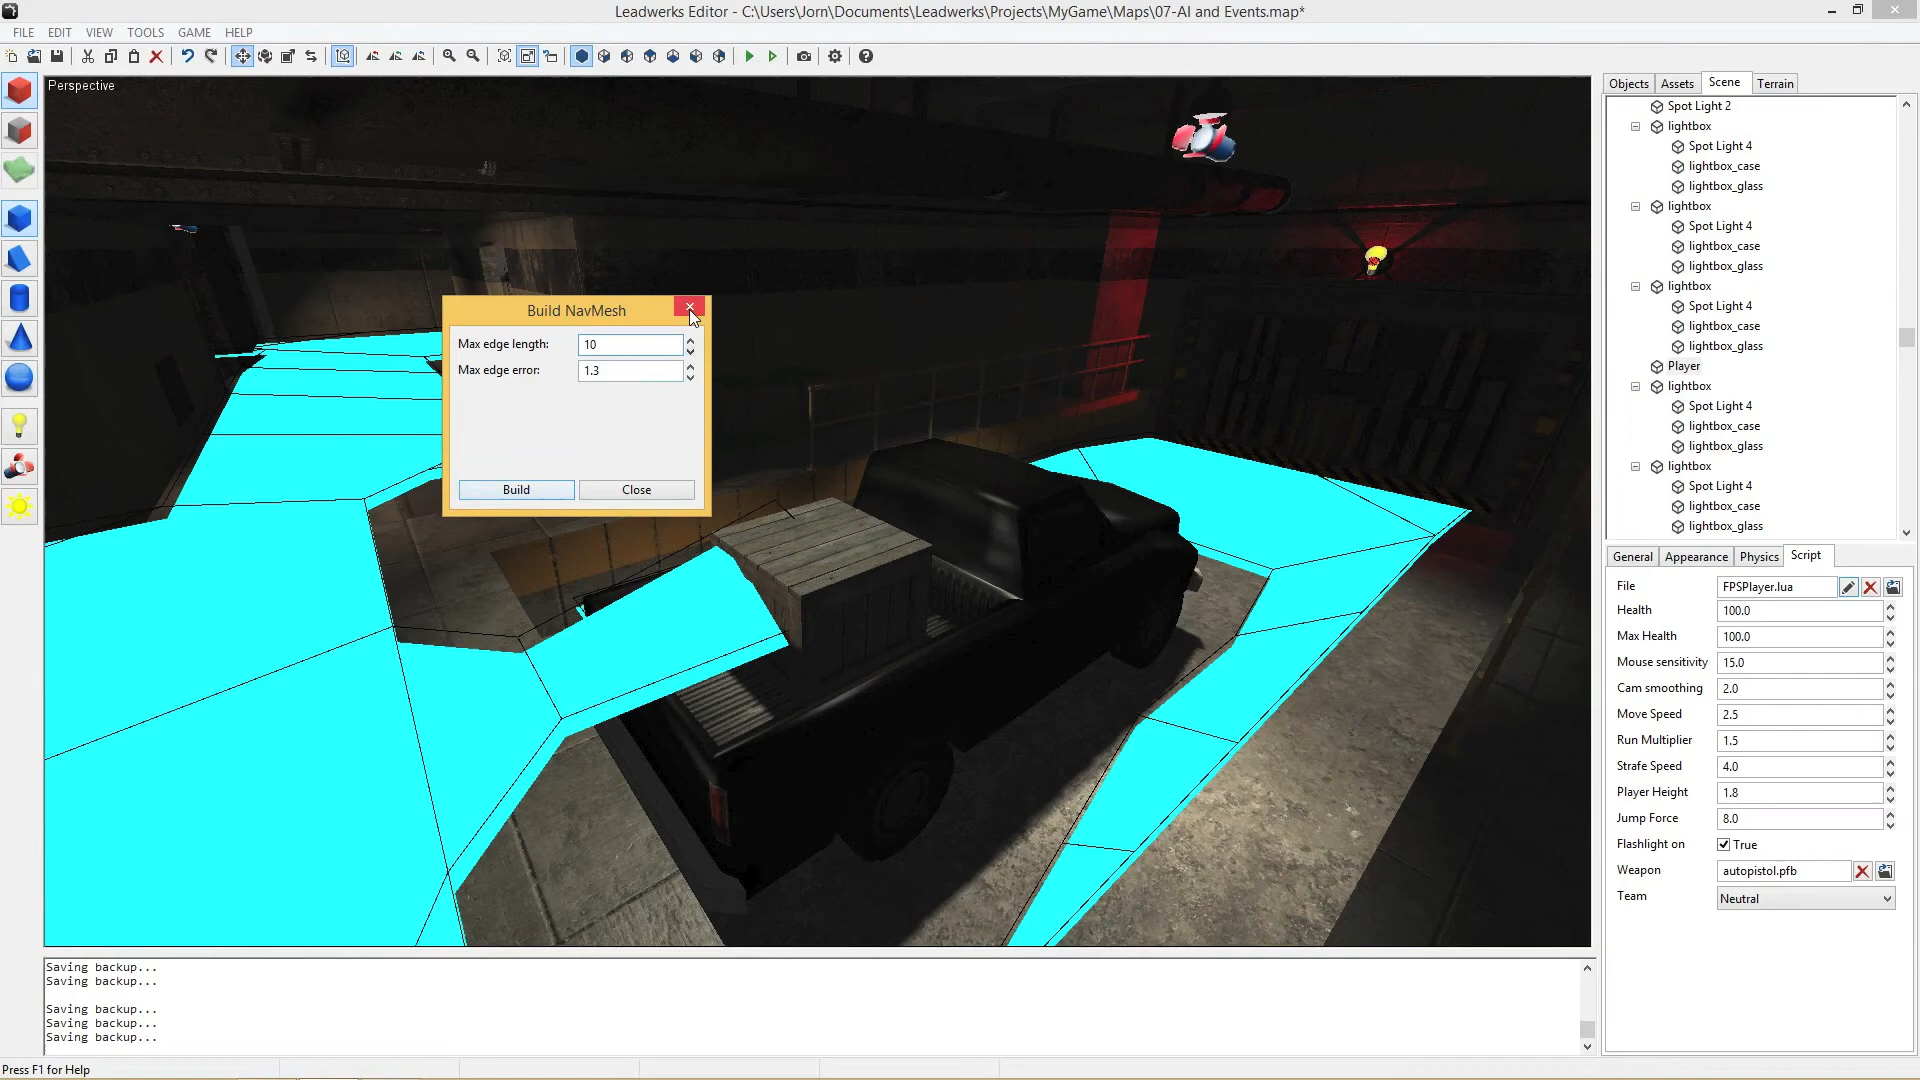 Leadwerks Editor - C:\Users\Jorn\Documents\Leadwerks\Projects\MyGame\Maps\07-AI and Events.map*
FILE EDIT VIEW TOOLS GAME HELP
Perspective
Build NavMesh
Max edge length: 10
Max edge error: 1.3
Build Close
Objects Assets Scene Terrain
Spot Light 2
lightbox
Spot Light 4
lightbox_case
lightbox_glass
lightbox
Spot Light 4
lightbox_case
lightbox_glass
lightbox
Spot Light 4
lightbox_case
lightbox_glass
Player
lightbox
Spot Light 4
lightbox_case
lightbox_glass
lightbox
Spot Light 4
lightbox_case
lightbox_glass
General Appearance Physics Script
File FPSPlayer.lua
Health 100.0
Max Health 100.0
Mouse sensitivity 15.0
Cam smoothing 2.0
Move Speed 2.5
Run Multiplier 1.5
Strafe Speed 4.0
Player Height 1.8
Jump Force 8.0
Flashlight on True
Weapon autopistol.pfb
Team Neutral
Saving backup...
Saving backup...
Saving backup...
Saving backup...
Saving backup...
Press F1 for Help